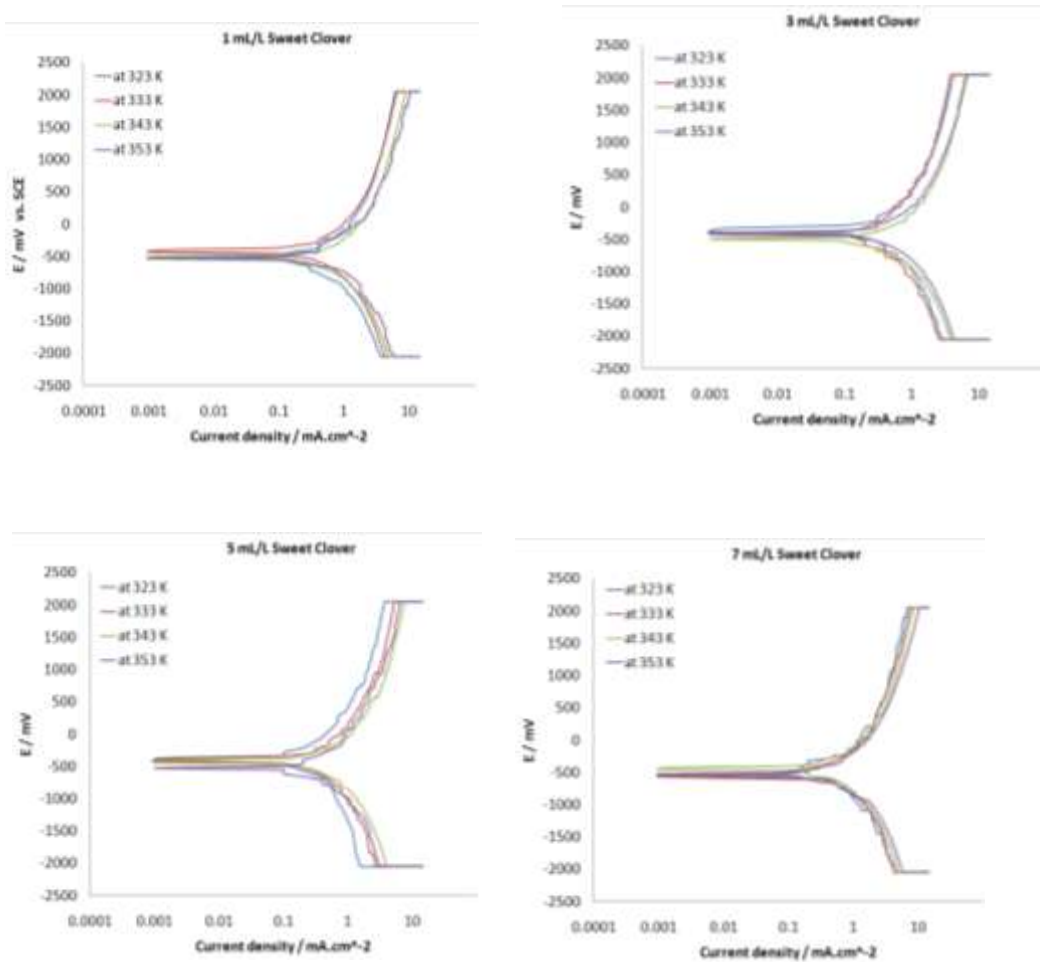 1 mL/L Sweet Clover
2500
2000
1500
1000
500
0
-500
-1000
-1500
-2000
-2500
E / mV vs. SCE
at 323 K
at 333 K
at 343 K
at 353 K
0.0001 0.001 0.01 0.1 1 10
Current density / mA.cm^-2
3 mL/L Sweet Clover
2500
2000
1500
1000
500
0
-500
-1000
-1500
-2000
-2500
E / mV
at 323 K
at 333 K
at 343 K
at 353 K
0.0001 0.001 0.01 0.1 1 10
Current density / mA.cm^-2
5 mL/L Sweet Clover
2500
2000
1500
1000
500
0
-500
-1000
-1500
-2000
-2500
E / mV
at 323 K
at 333 K
at 343 K
at 353 K
0.0001 0.001 0.01 0.1 1 10
Current density / mA.cm^-2
7 mL/L Sweet Clover
2500
2000
1500
1000
500
0
-500
-1000
-1500
-2000
-2500
E / mV
at 323 K
at 333 K
at 343 K
at 353 K
0.0001 0.001 0.01 0.1 1 10
Current density / mA.cm^-2